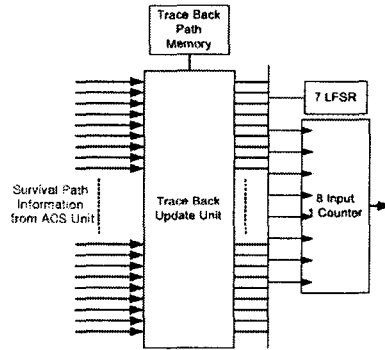 Trace Back
Path
Memory
7 LFSR
Survival Path
Information
from ACS Unit
Trace Back
Update Unit
8 Input
1 Counter